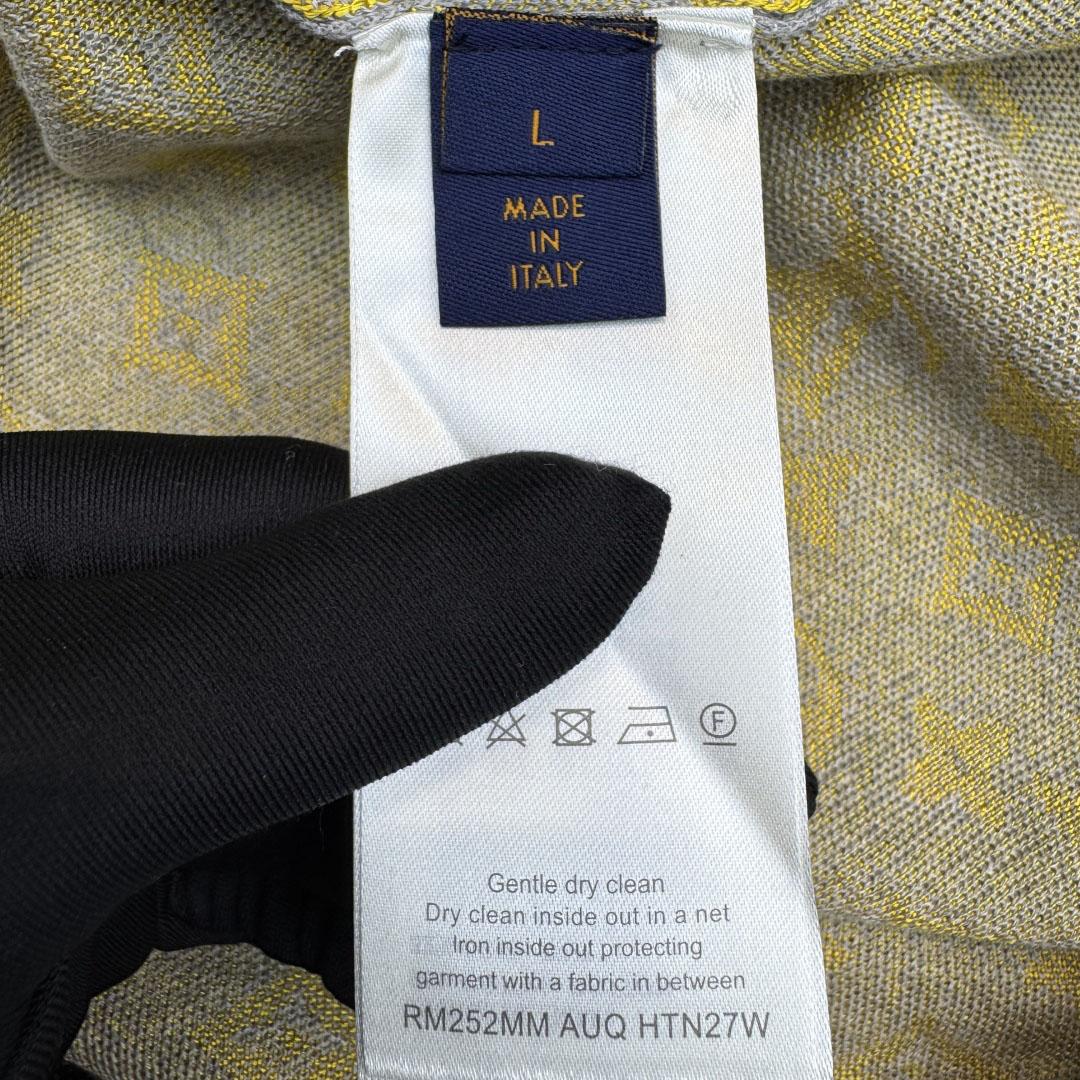 L
MADE
IN
ITALY
F
Gentle dry clean
Dry clean inside out in a net
Iron inside out protecting
garment with a fabric in between
RM252MM AUQ HTN27W